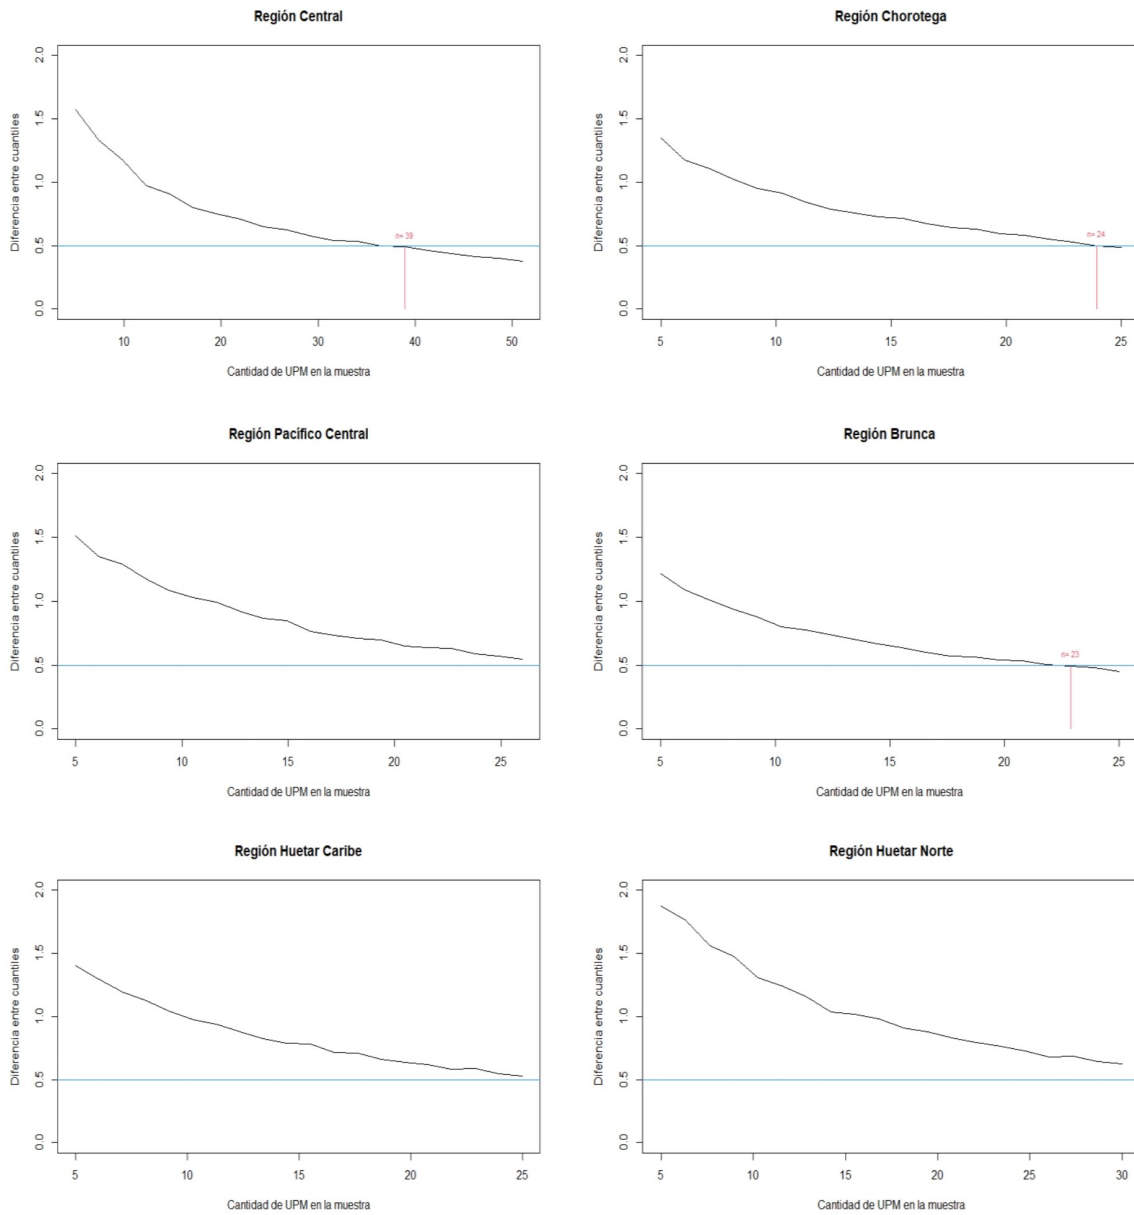 Región Central
Diferencia entre cuantiles
2.0
1.5
1.0
0.5
0.0
n= 39
10
20
30
40
50
Cantidad de UPM en la muestra
Región Chorotega
Diferencia entre cuantiles
2.0
1.5
1.0
0.5
0.0
n= 24
5
10
15
20
25
Cantidad de UPM en la muestra
Región Pacífico Central
Diferencia entre cuantiles
2.0
1.5
1.0
0.5
0.0
5
10
15
20
25
Cantidad de UPM en la muestra
Región Brunca
Diferencia entre cuantiles
2.0
1.5
1.0
0.5
0.0
n= 23
5
10
15
20
25
Cantidad de UPM en la muestra
Región Huetar Caribe
Diferencia entre cuantiles
2.0
1.5
1.0
0.5
0.0
5
10
15
20
25
Cantidad de UPM en la muestra
Región Huetar Norte
Diferencia entre cuantiles
2.0
1.5
1.0
0.5
0.0
5
10
15
20
25
30
Cantidad de UPM en la muestra